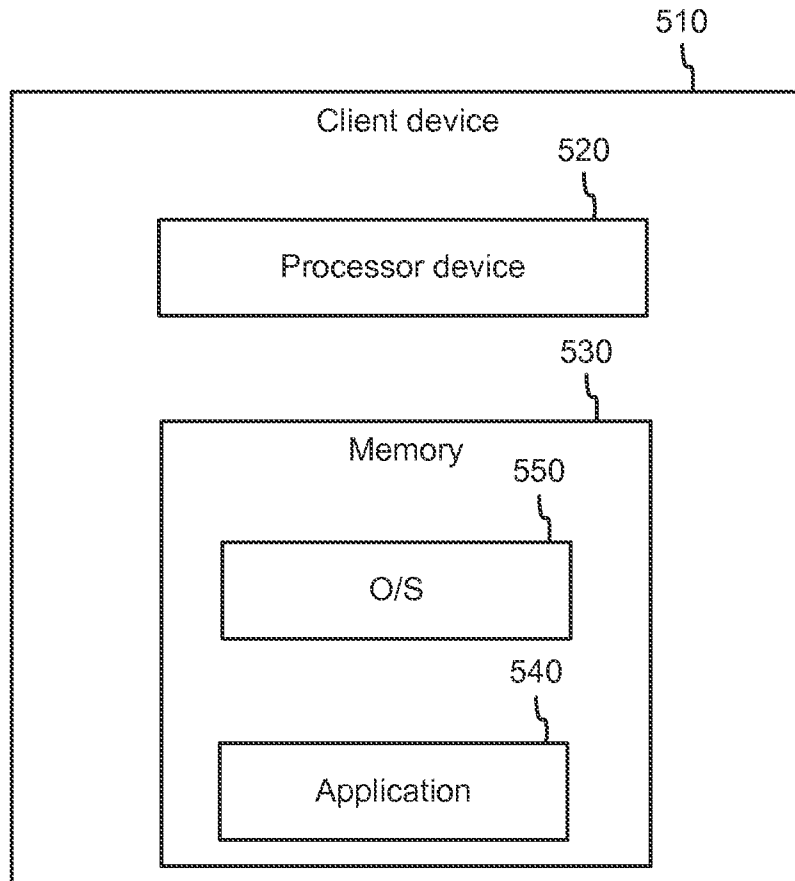 510
Client device
520
Processor device
530
Memory
550
O/S
540
Application